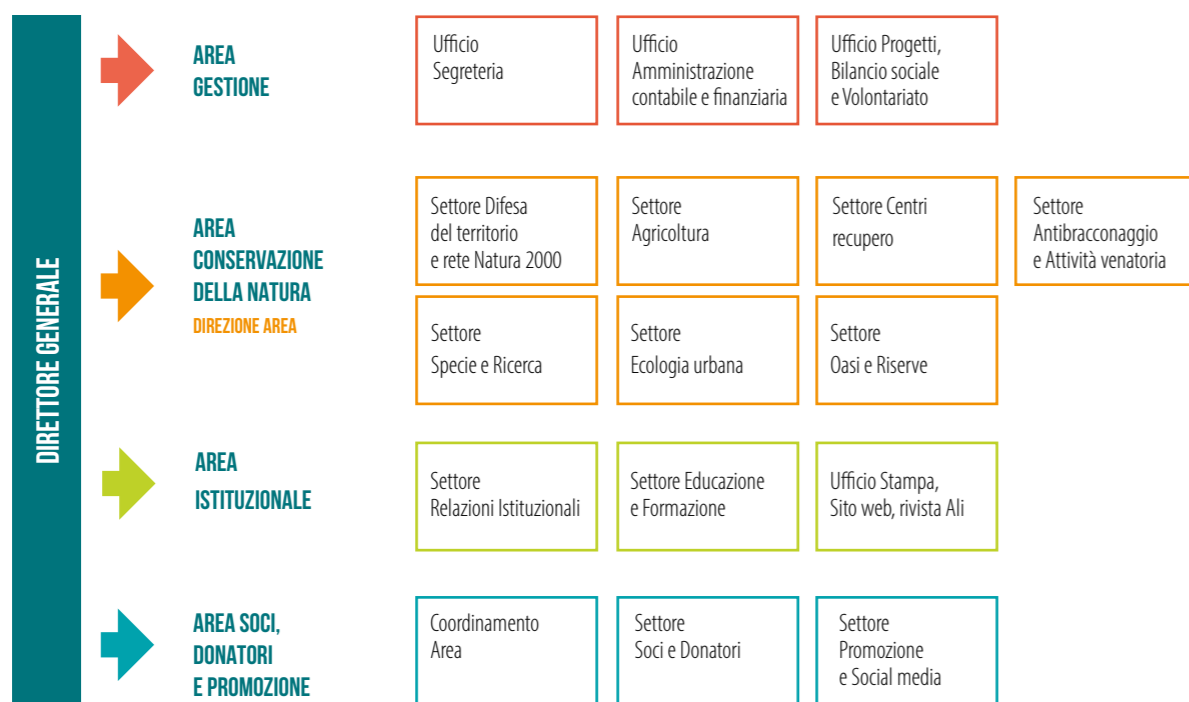 DIRETTORE GENERALE
AREA
GESTIONE
Ufficio
Segreteria
Ufficio
Amministrazione
contabile e finanziaria
Ufficio Progetti,
Bilancio sociale
e Volontariato
AREA
CONSERVAZIONE
DELLA NATURA
DIREZIONE AREA
Settore Difesa
del territorio
e rete Natura 2000
Settore
Agricoltura
Settore Centri
recupero
Settore
Antibracconaggio
e Attività venatoria
Settore
Specie e Ricerca
Settore
Ecologia urbana
Settore
Oasi e Riserve
AREA
ISTITUZIONALE
Settore
Relazioni Istituzionali
Settore Educazione
e Formazione
Ufficio Stampa,
Sito web, rivista Ali
AREA SOCI,
DONATORI
E PROMOZIONE
Coordinamento
Area
Settore
Soci e Donatori
Settore
Promozione
e Social media